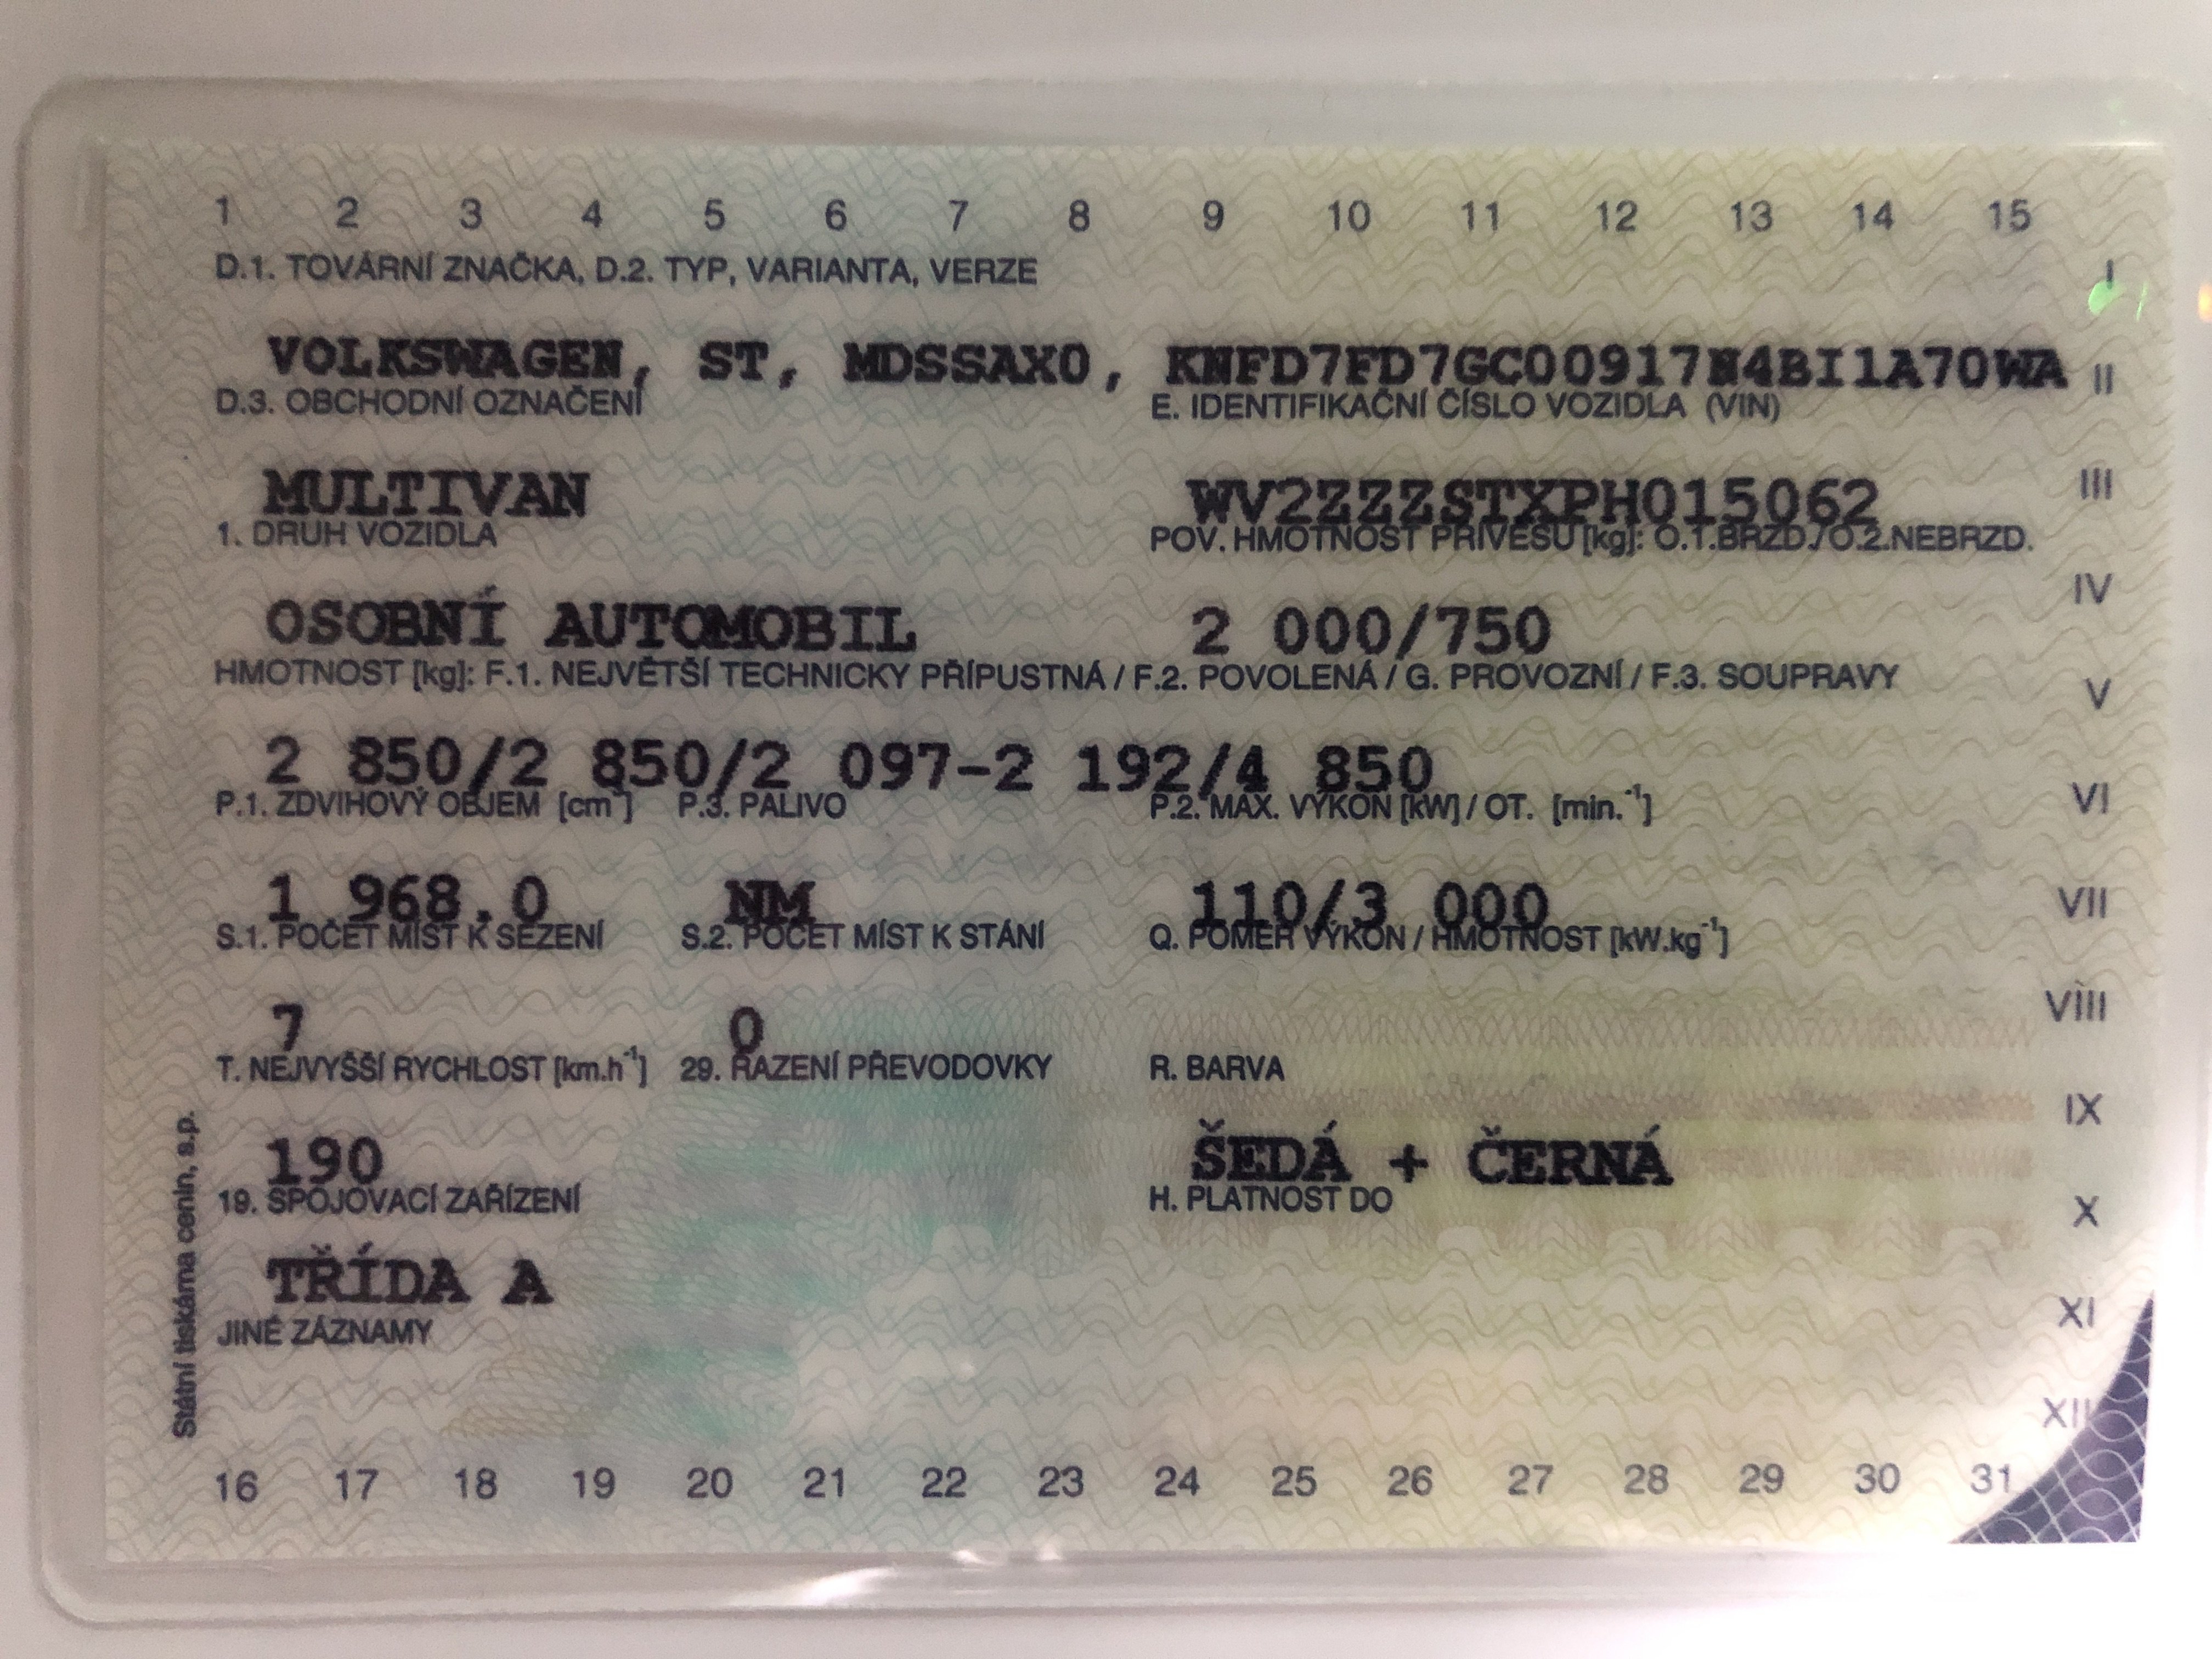 1 2 3 4 5 6 7 8 9 10 11 12 13 14 15
D.1. TOVÁRNÍ ZNAČKA, D.2. TYP, VARIANTA, VERZE
I
VOLKSWAGEN, ST, MDSSAX0, KNFD7FD7GC00917N4BI1A70WA
II
D.3. OBCHODNÍ OZNAČENÍ E. IDENTIFIKAČNÍ ČÍSLO VOZIDLA (VIN)
MULTIVAN WV2ZZZSTXPH015062
III
1. DRUH VOZIDLA POV. HMOTNOST PŘÍVĚSU [kg]: O.1.BRZD./O.2.NEBRZD.
IV
OSOBNÍ AUTOMOBIL 2 000/750
HMOTNOST [kg]: F.1. NEJVĚTŠÍ TECHNICKY PŘÍPUSTNÁ / F.2. POVOLENÁ / G. PROVOZNÍ / F.3. SOUPRAVY
V
2 850/2 850/2 097-2 192/4 850
P.1. ZDVIHOVÝ OBJEM [cm³] P.3. PALIVO P.2. MAX. VÝKON [kW] / OT. [min.⁻¹]
VI
1 968.0 NM 110/3 000
VII
S.1. POČET MÍST K SEZENÍ S.2. POČET MÍST K STÁNÍ Q. POMĚR VÝKON / HMOTNOST [kW.kg⁻¹]
VIII
7 0
T. NEJVYŠŠÍ RYCHLOST [km.h⁻¹] 29. ŘAZENÍ PŘEVODOVKY R. BARVA
IX
190 ŠEDÁ + ČERNÁ
19. SPOJOVACÍ ZAŘÍZENÍ H. PLATNOST DO
X
TŘÍDA A
XI
JINÉ ZÁZNAMY
XII
16 17 18 19 20 21 22 23 24 25 26 27 28 29 30 31
Státní tiskárna cenin, s.p.